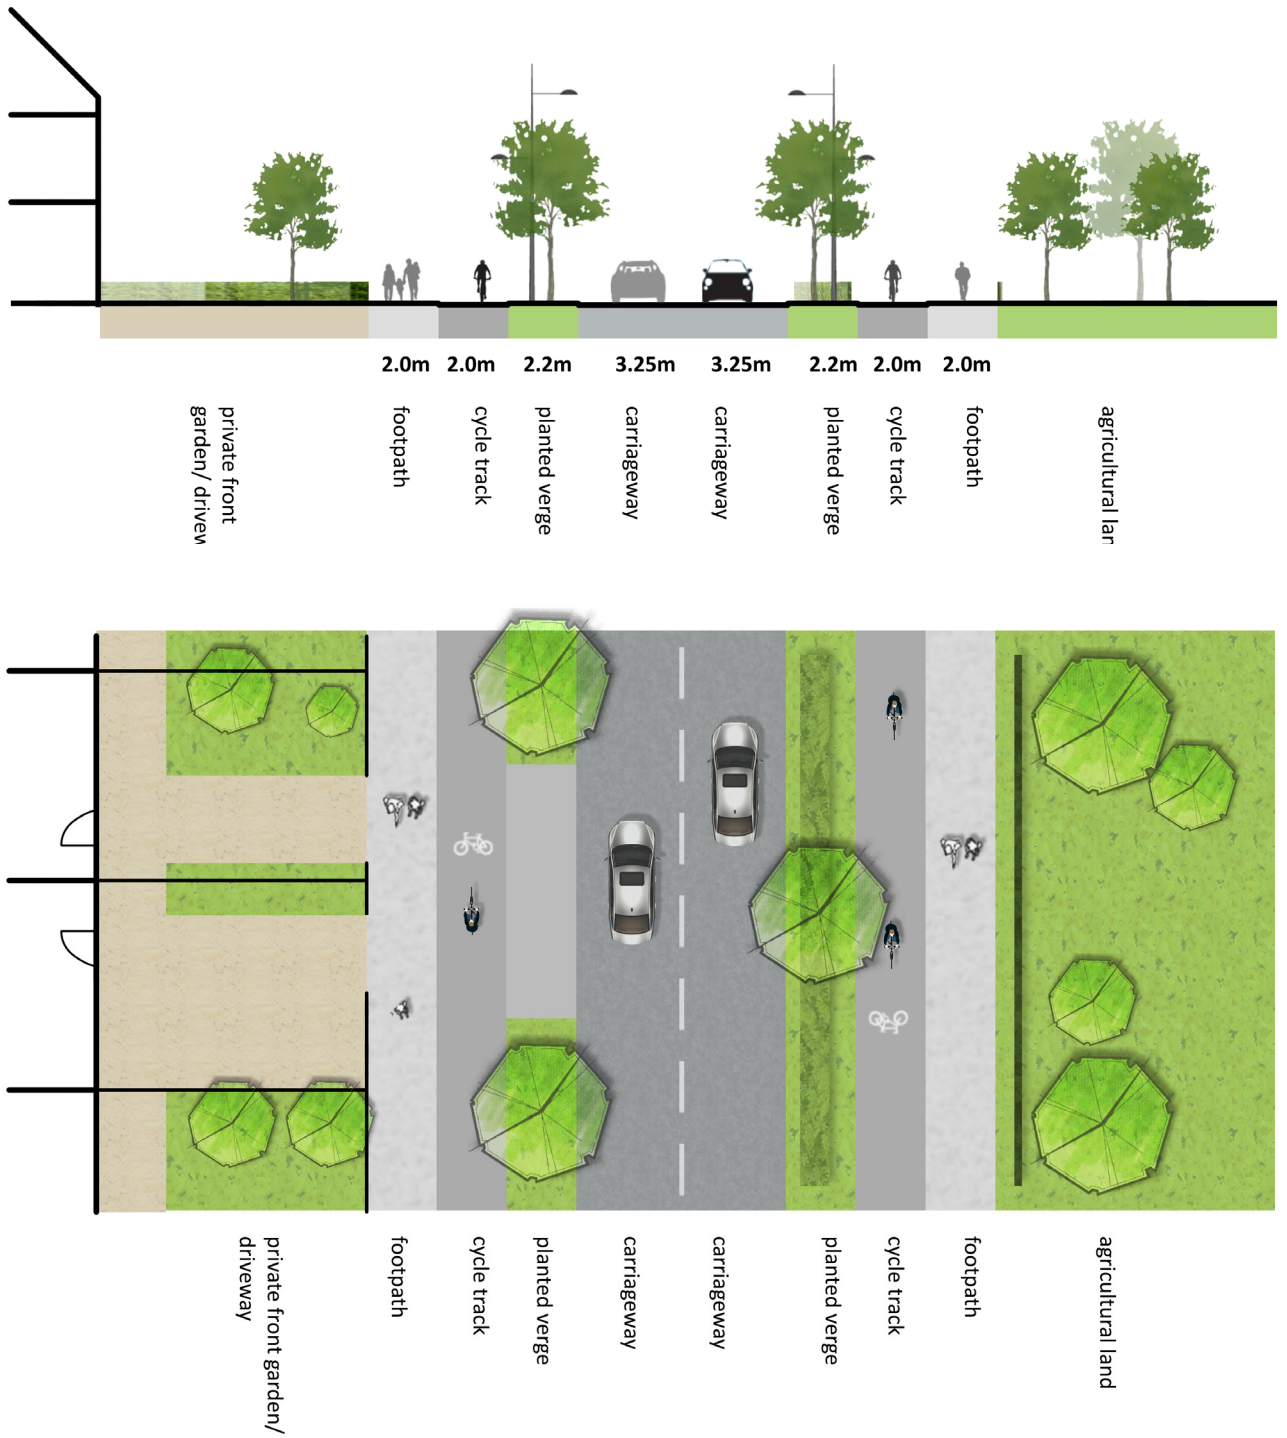 2.0m 2.0m 2.2m 3.25m 3.25m 2.2m 2.0m 2.0m
private front
garden/ drivew
footpath
cycle track
planted verge
carriageway
carriageway
planted verge
cycle track
footpath
agricultural lan
private front garden/
driveway
footpath
cycle track
planted verge
carriageway
carriageway
planted verge
cycle track
footpath
agricultural land